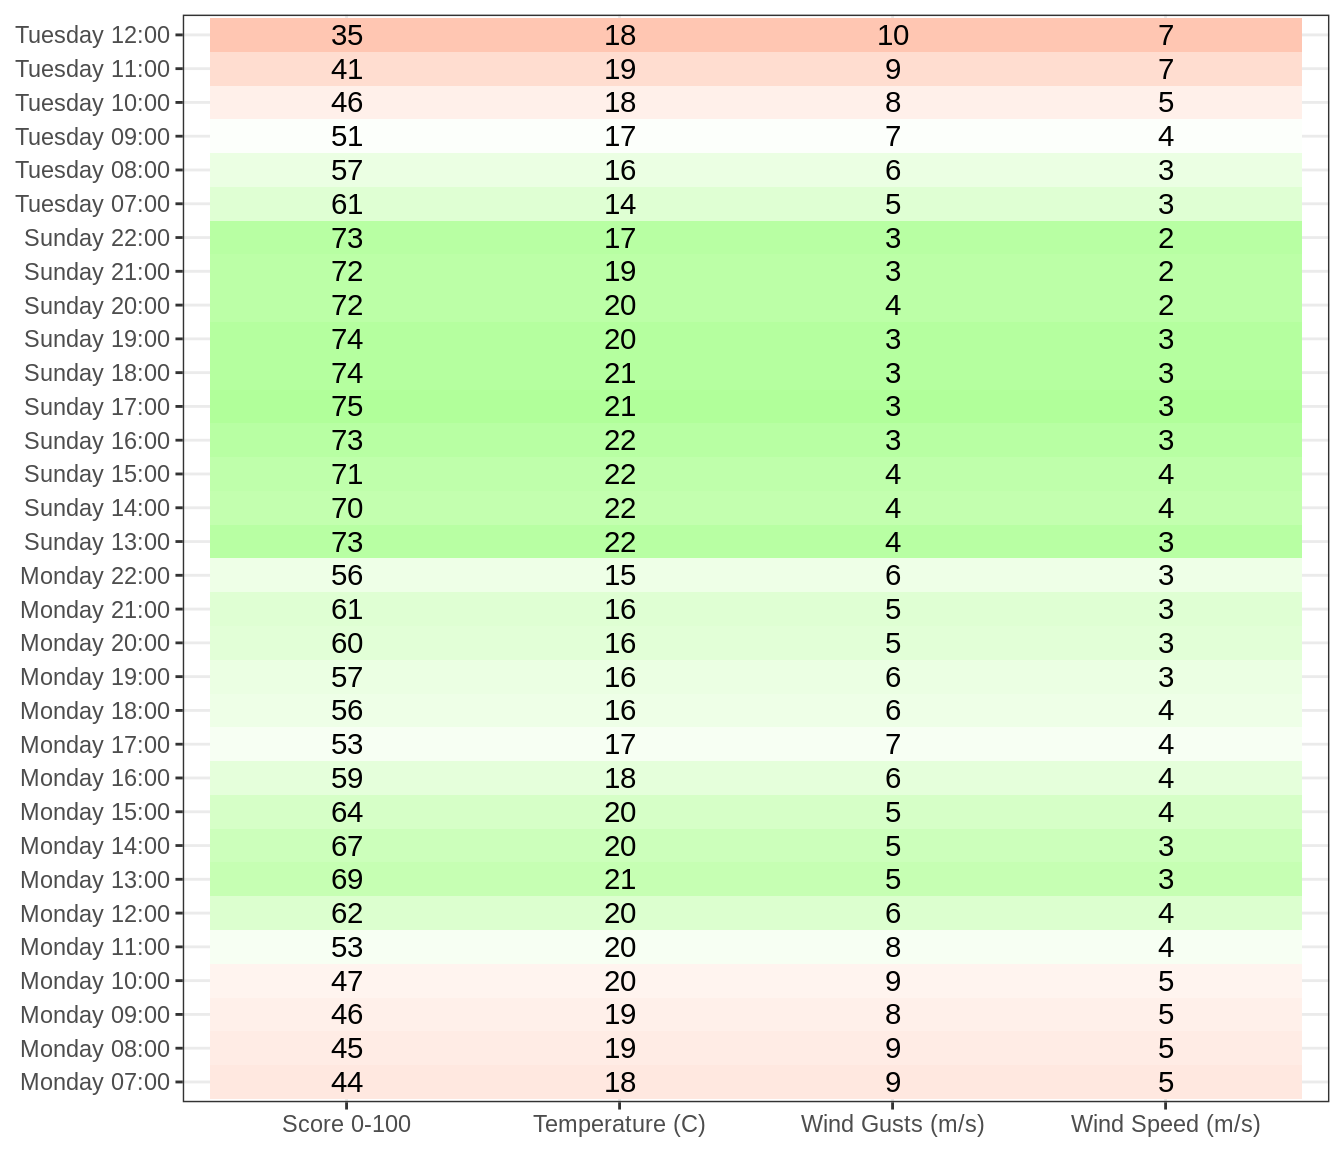 Tuesday 12:00 35 18 10 7
Tuesday 11:00 41 19 9 7
Tuesday 10:00 46 18 8 5
Tuesday 09:00 51 17 7 4
Tuesday 08:00 57 16 6 3
Tuesday 07:00 61 14 5 3
Sunday 22:00 73 17 3 2
Sunday 21:00 72 19 3 2
Sunday 20:00 72 20 4 2
Sunday 19:00 74 20 3 3
Sunday 18:00 74 21 3 3
Sunday 17:00 75 21 3 3
Sunday 16:00 73 22 3 3
Sunday 15:00 71 22 4 4
Sunday 14:00 70 22 4 4
Sunday 13:00 73 22 4 3
Monday 22:00 56 15 6 3
Monday 21:00 61 16 5 3
Monday 20:00 60 16 5 3
Monday 19:00 57 16 6 3
Monday 18:00 56 16 6 4
Monday 17:00 53 17 7 4
Monday 16:00 59 18 6 4
Monday 15:00 64 20 5 4
Monday 14:00 67 20 5 3
Monday 13:00 69 21 5 3
Monday 12:00 62 20 6 4
Monday 11:00 53 20 8 4
Monday 10:00 47 20 9 5
Monday 09:00 46 19 8 5
Monday 08:00 45 19 9 5
Monday 07:00 44 18 9 5
Score 0-100 Temperature (C) Wind Gusts (m/s) Wind Speed (m/s)